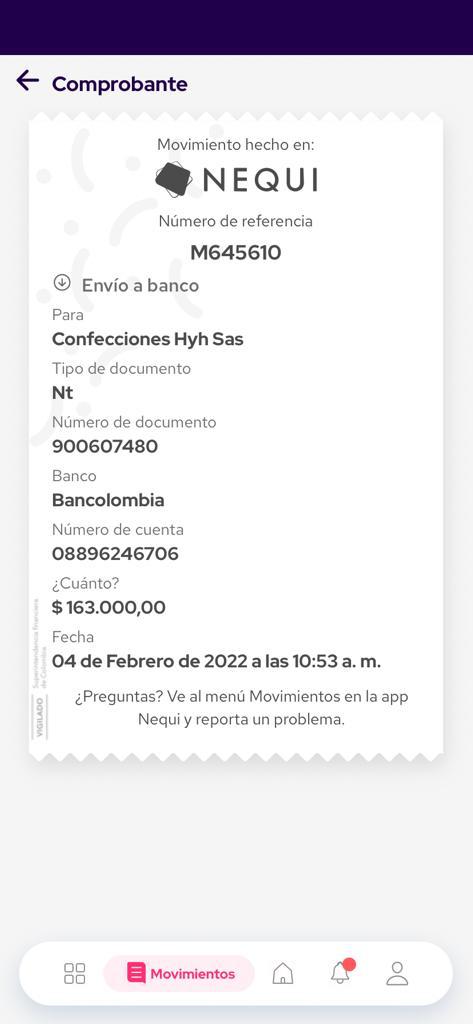 Comprobante
Movimiento hecho en:
NEQUI
Número de referencia
M645610
Envío a banco
Para
Confecciones Hyh Sas
Tipo de documento
Nt
Número de documento
900607480
Banco
Bancolombia
Número de cuenta
08896246706
¿Cuánto?
$ 163.000,00
Fecha
04 de Febrero de 2022 a las 10:53 a. m.
¿Preguntas? Ve al menú Movimientos en la app
Nequi y reporta un problema.
VIGILADO
Superintendencia financiera
de Colombia
Movimientos